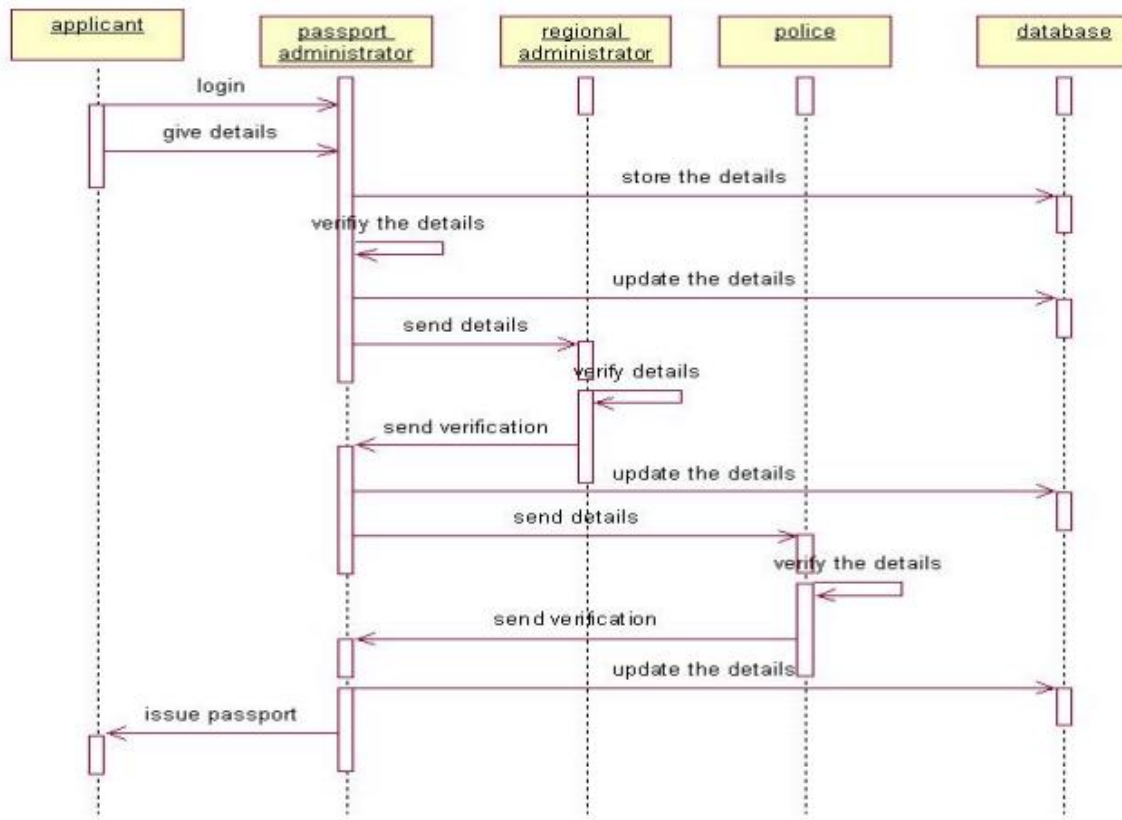 applicant
passport
administrator
regional
administrator
police
database
login
give details
store the details
verifiy the details
update the details
send details
verify details
send verification
update the details
send details
verify the details
send verification
update the details
issue passport